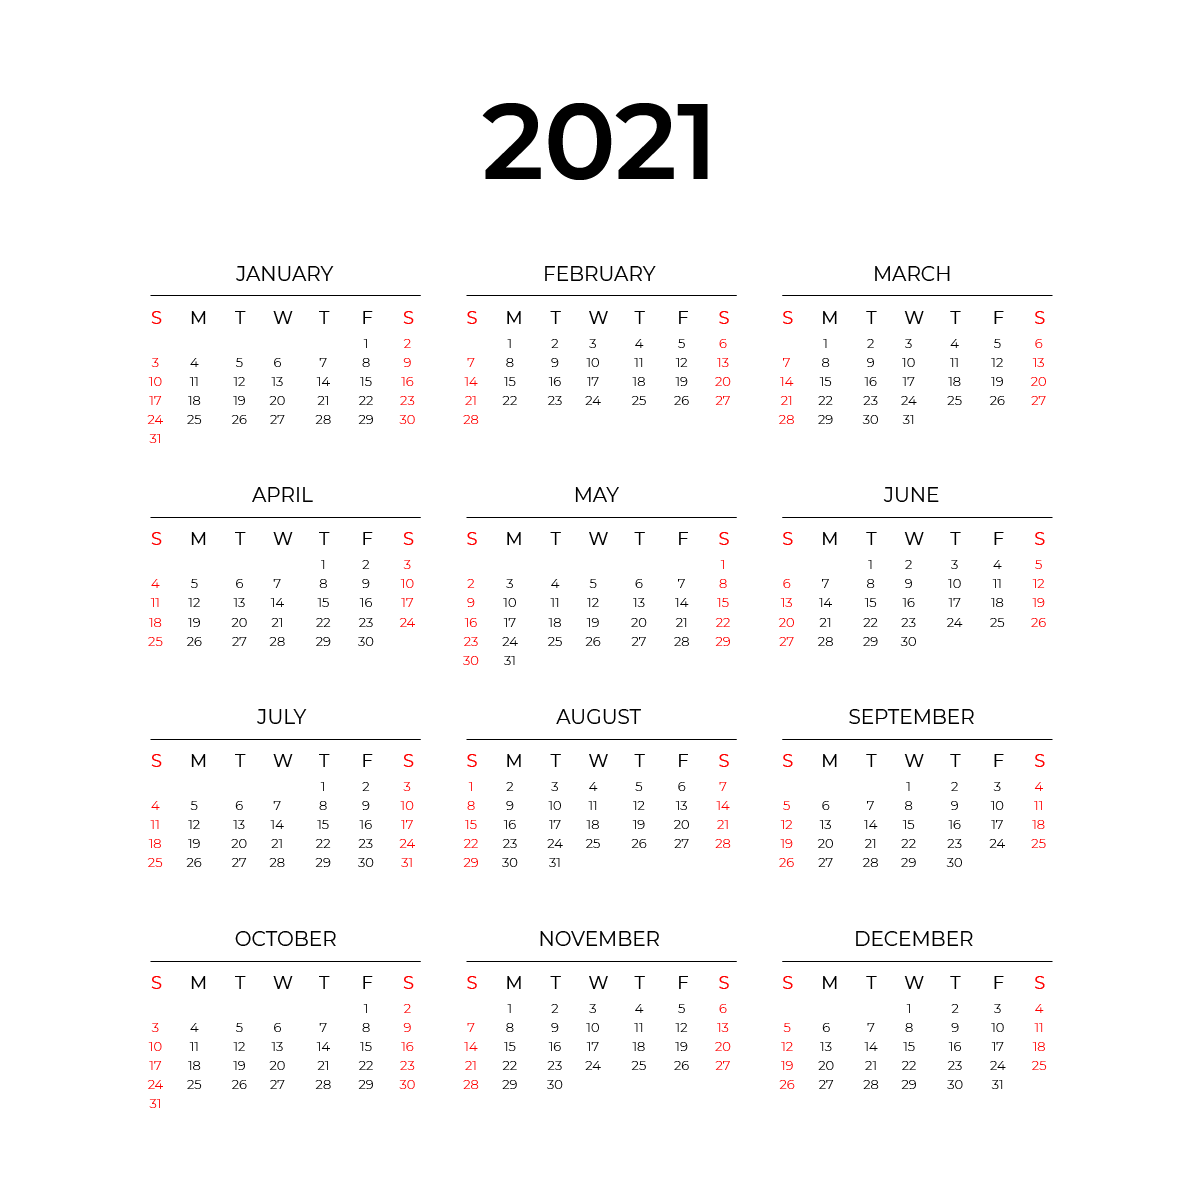 2021
JANUARY
S M T W T F S
1 2
3 4 5 6 7 8 9
10 11 12 13 14 15 16
17 18 19 20 21 22 23
24 25 26 27 28 29 30
31
FEBRUARY
S M T W T F S
1 2 3 4 5 6
7 8 9 10 11 12 13
14 15 16 17 18 19 20
21 22 23 24 25 26 27
28
MARCH
S M T W T F S
1 2 3 4 5 6
7 8 9 10 11 12 13
14 15 16 17 18 19 20
21 22 23 24 25 26 27
28 29 30 31
APRIL
S M T W T F S
1 2 3
4 5 6 7 8 9 10
11 12 13 14 15 16 17
18 19 20 21 22 23 24
25 26 27 28 29 30
MAY
S M T W T F S
1
2 3 4 5 6 7 8
9 10 11 12 13 14 15
16 17 18 19 20 21 22
23 24 25 26 27 28 29
30 31
JUNE
S M T W T F S
1 2 3 4 5
6 7 8 9 10 11 12
13 14 15 16 17 18 19
20 21 22 23 24 25 26
27 28 29 30
JULY
S M T W T F S
1 2 3
4 5 6 7 8 9 10
11 12 13 14 15 16 17
18 19 20 21 22 23 24
25 26 27 28 29 30 31
AUGUST
S M T W T F S
1 2 3 4 5 6 7
8 9 10 11 12 13 14
15 16 17 18 19 20 21
22 23 24 25 26 27 28
29 30 31
SEPTEMBER
S M T W T F S
1 2 3 4
5 6 7 8 9 10 11
12 13 14 15 16 17 18
19 20 21 22 23 24 25
26 27 28 29 30
OCTOBER
S M T W T F S
1 2
3 4 5 6 7 8 9
10 11 12 13 14 15 16
17 18 19 20 21 22 23
24 25 26 27 28 29 30
31
NOVEMBER
S M T W T F S
1 2 3 4 5 6
7 8 9 10 11 12 13
14 15 16 17 18 19 20
21 22 23 24 25 26 27
28 29 30
DECEMBER
S M T W T F S
1 2 3 4
5 6 7 8 9 10 11
12 13 14 15 16 17 18
19 20 21 22 23 24 25
26 27 28 29 30 31